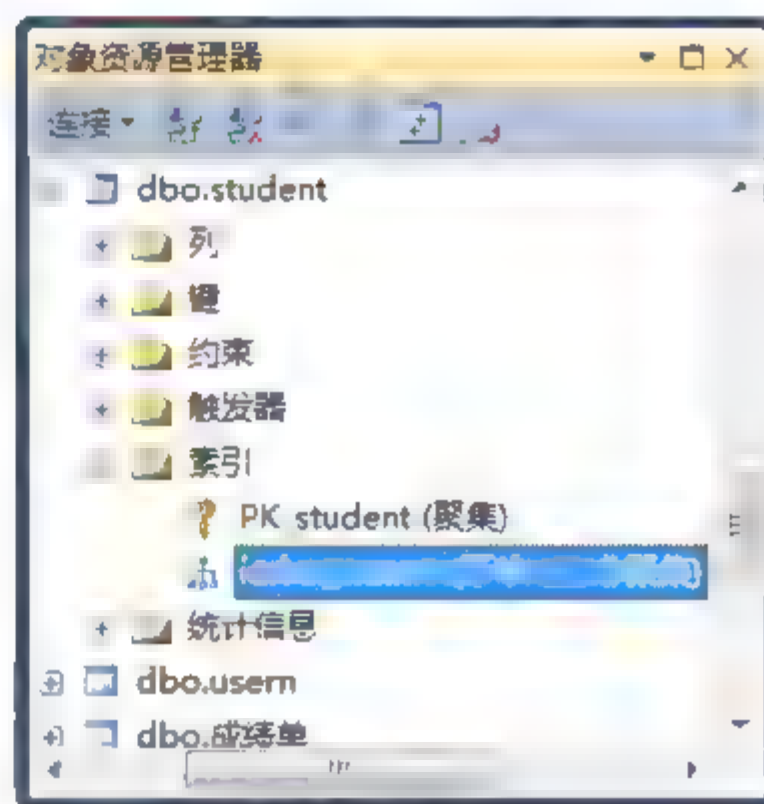 对象资源管理器
连接
dbo.student
列
键
约束
触发器
索引
PK student (聚集)
统计信息
dbo.usern
dbo.成绩单